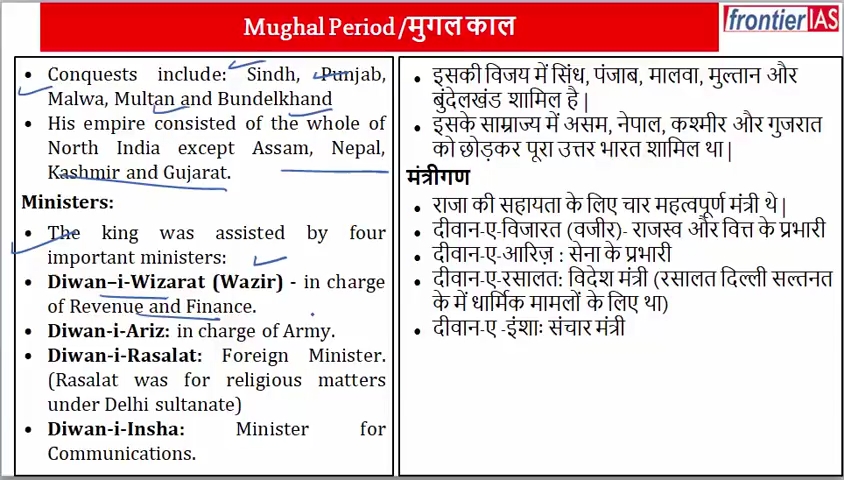 Mughal Period /मुगल काल
frontierIAS
• Conquests include: Sindh, Punjab,
Malwa, Multan and Bundelkhand
• His empire consisted of the whole of
North India except Assam, Nepal,
Kashmir and Gujarat.
Ministers:
• The king was assisted by four
important ministers:
• Diwan–i-Wizarat (Wazir) - in charge
of Revenue and Finance.
• Diwan-i-Ariz: in charge of Army.
• Diwan-i-Rasalat: Foreign Minister.
(Rasalat was for religious matters
under Delhi sultanate)
• Diwan-i-Insha: Minister for
Communications.
• इसकी विजय में सिंध, पंजाब, मालवा, मुल्तान और
बुंदेलखंड शामिल है |
• इसके साम्राज्य में असम, नेपाल, कश्मीर और गुजरात
को छोड़कर पूरा उत्तर भारत शामिल था |
मंत्रीगण
• राजा की सहायता के लिए चार महत्वपूर्ण मंत्री थे |
• दीवान-ए-विजारत (वजीर)- राजस्व और वित्त के प्रभारी
• दीवान-ए-आरिज़ : सेना के प्रभारी
• दीवान-ए-रसालत: विदेश मंत्री (रसालत दिल्ली सल्तनत
के में धार्मिक मामलों के लिए था)
• दीवान-ए -इंशाः संचार मंत्री